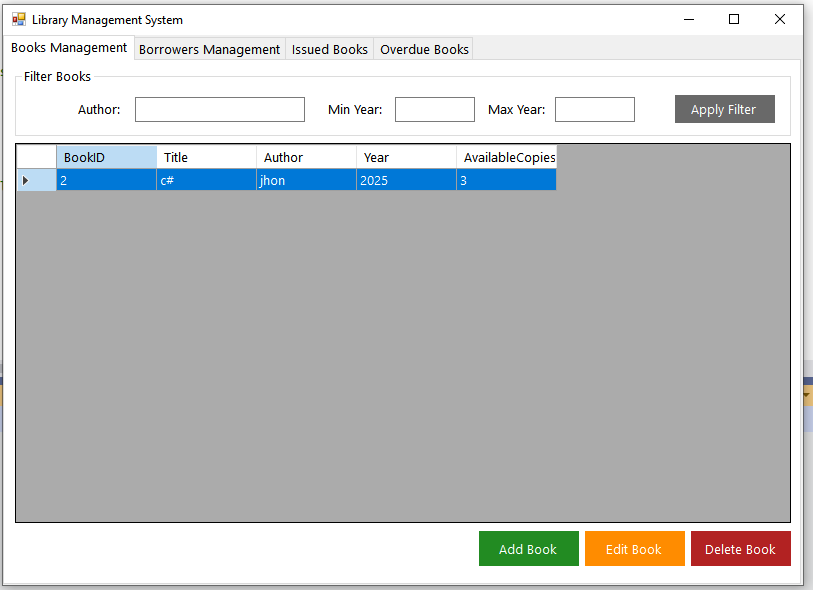 Library Management System
Books Management Borrowers Management Issued Books Overdue Books
Filter Books
Author: Min Year: Max Year: Apply Filter
BookID Title Author Year AvailableCopies
2 c# jhon 2025 3
Add Book Edit Book Delete Book